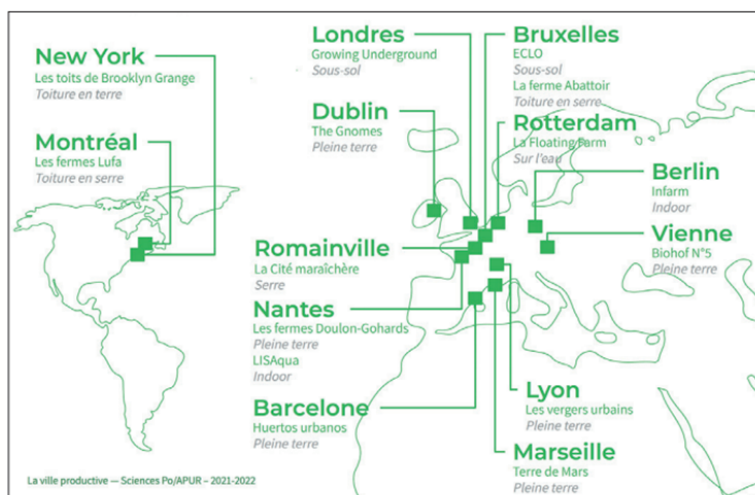 New York
Les toits de Brooklyn Grange
Toiture en terre
Montréal
Les fermes Lufa
Toiture en serre
Londres
Growing Underground
Sous-sol
Dublin
The Gnomes
Pleine terre
Bruxelles
ECLO
Sous-sol
La ferme Abattoir
Toiture en serre
Rotterdam
La Floating Farm
Sur l'eau
Berlin
Infarm
Indoor
Vienne
Biohof N°5
Pleine terre
Romainville
La Cité maraîchère
Serre
Nantes
Les fermes Doulon-Gohards
Pleine terre
LISAqua
Indoor
Barcelone
Huertos urbanos
Pleine terre
Lyon
Les vergers urbains
Pleine terre
Marseille
Terre de Mars
Pleine terre
La ville productive — Sciences Po/APUR – 2021-2022